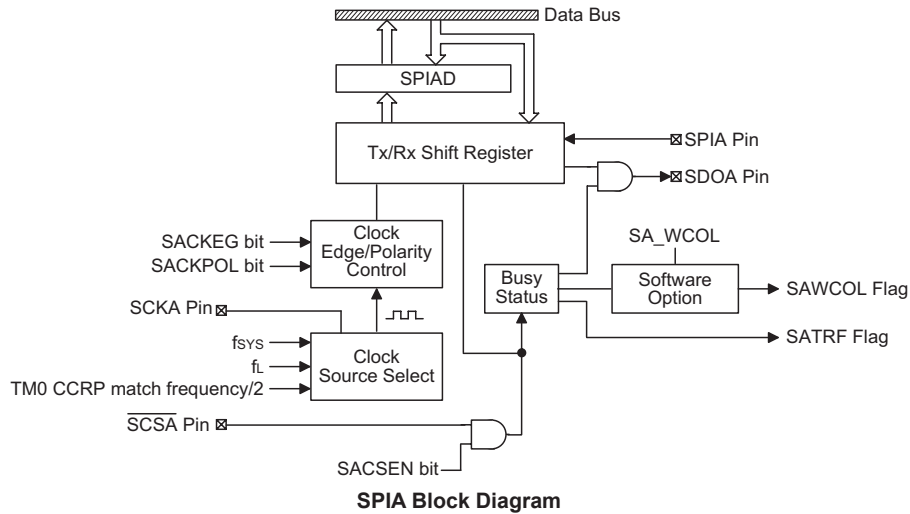 Data Bus
SPIAD
Tx/Rx Shift Register
SPIA Pin
SDOA Pin
SACKEG bit
SACKPOL bit
Clock
Edge/Polarity
Control
SA_WCOL
Busy
Status
Software
Option
SAWCOL Flag
SCKA Pin
SATRF Flag
fSYS
fL
TM0 CCRP match frequency/2
Clock
Source Select
SCSA Pin
SACSEN bit
SPIA Block Diagram